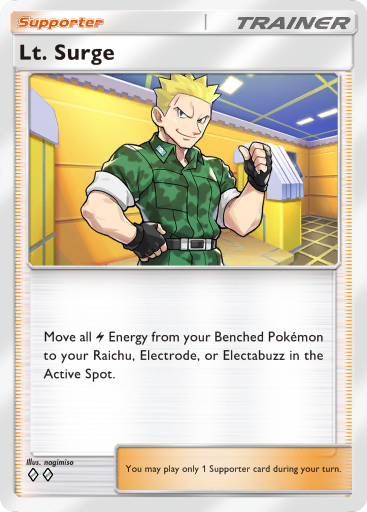 Supporter
TRAINER
Lt. Surge
Move all Energy from your Benched Pokémon
to your Raichu, Electrode, or Electabuzz in the
Active Spot.
Illus. nagimiso
You may play only 1 Supporter card during your turn.